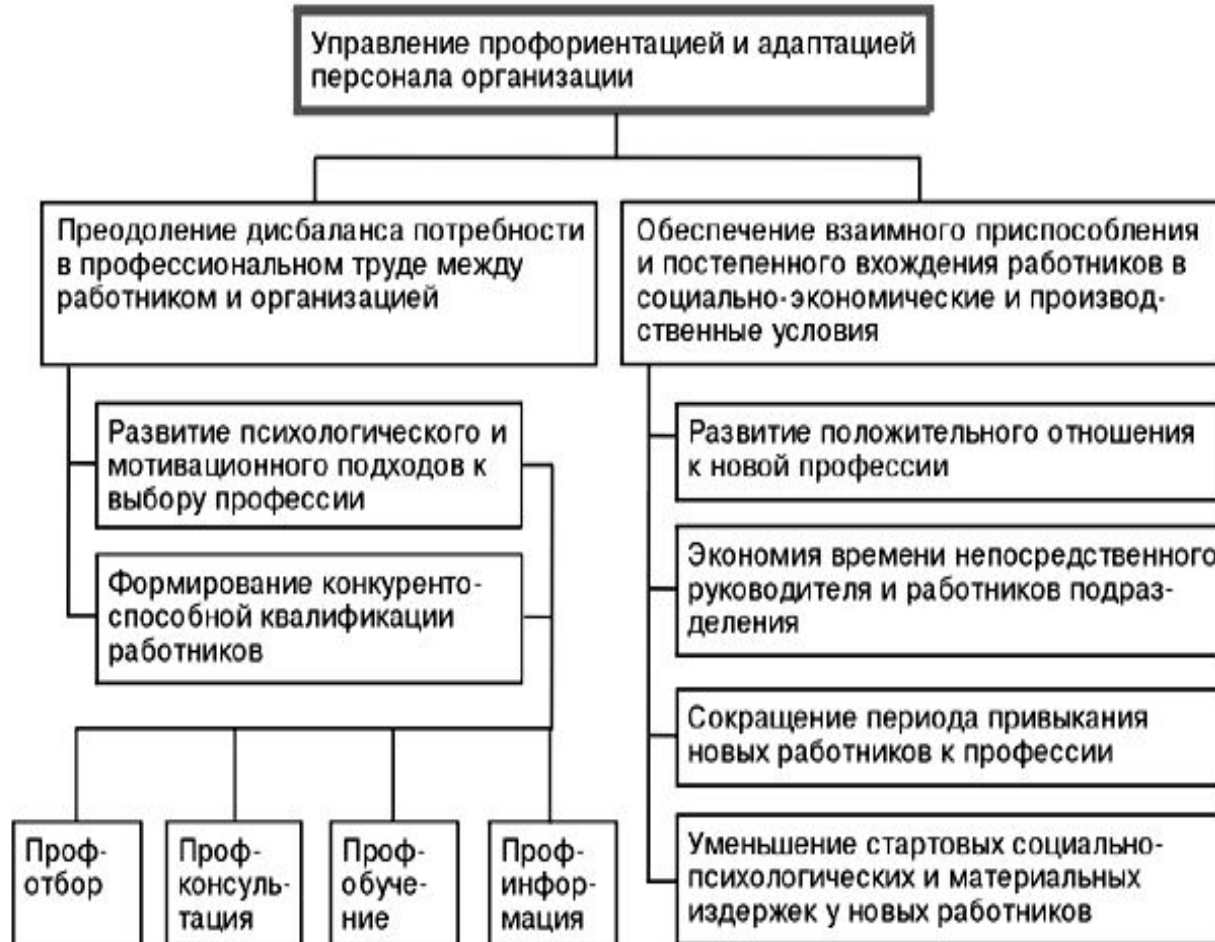 Управление профориентацией и адаптацией
персонала организации
Преодоление дисбаланса потребности
в профессиональном труде между
работником и организацией
Развитие психологического и
мотивационного подходов к
выбору профессии
Формирование конкуренто-
способной квалификации
работников
Проф-
отбор
Проф-
консуль-
тация
Проф-
обуче-
ние
Проф-
инфор-
мация
Обеспечение взаимного приспособления
и постепенного вхождения работников в
социально-экономические и производ-
ственные условия
Развитие положительного отношения
к новой профессии
Экономия времени непосредственного
руководителя и работников подраз-
деления
Сокращение периода привыкания
новых работников к профессии
Уменьшение стартовых социально-
психологических и материальных
издержек у новых работников